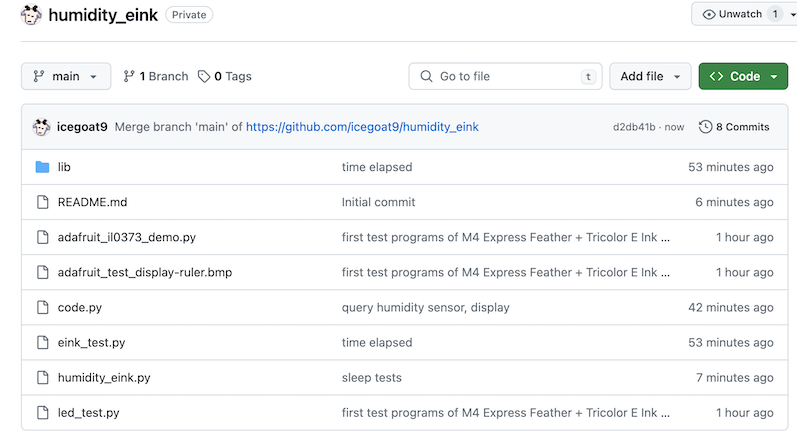 humidity_eink Private Unwatch 1
main 1 Branch 0 Tags Go to file t Add file Code
icegoat9 Merge branch 'main' of https://github.com/icegoat9/humidity_eink d2db41b · now 8 Commits
lib time elapsed 53 minutes ago
README.md Initial commit 6 minutes ago
adafruit_il0373_demo.py first test programs of M4 Express Feather + Tricolor E Ink ... 1 hour ago
adafruit_test_display-ruler.bmp first test programs of M4 Express Feather + Tricolor E Ink ... 1 hour ago
code.py query humidity sensor, display 42 minutes ago
eink_test.py time elapsed 53 minutes ago
humidity_eink.py sleep tests 7 minutes ago
led_test.py first test programs of M4 Express Feather + Tricolor E Ink ... 1 hour ago